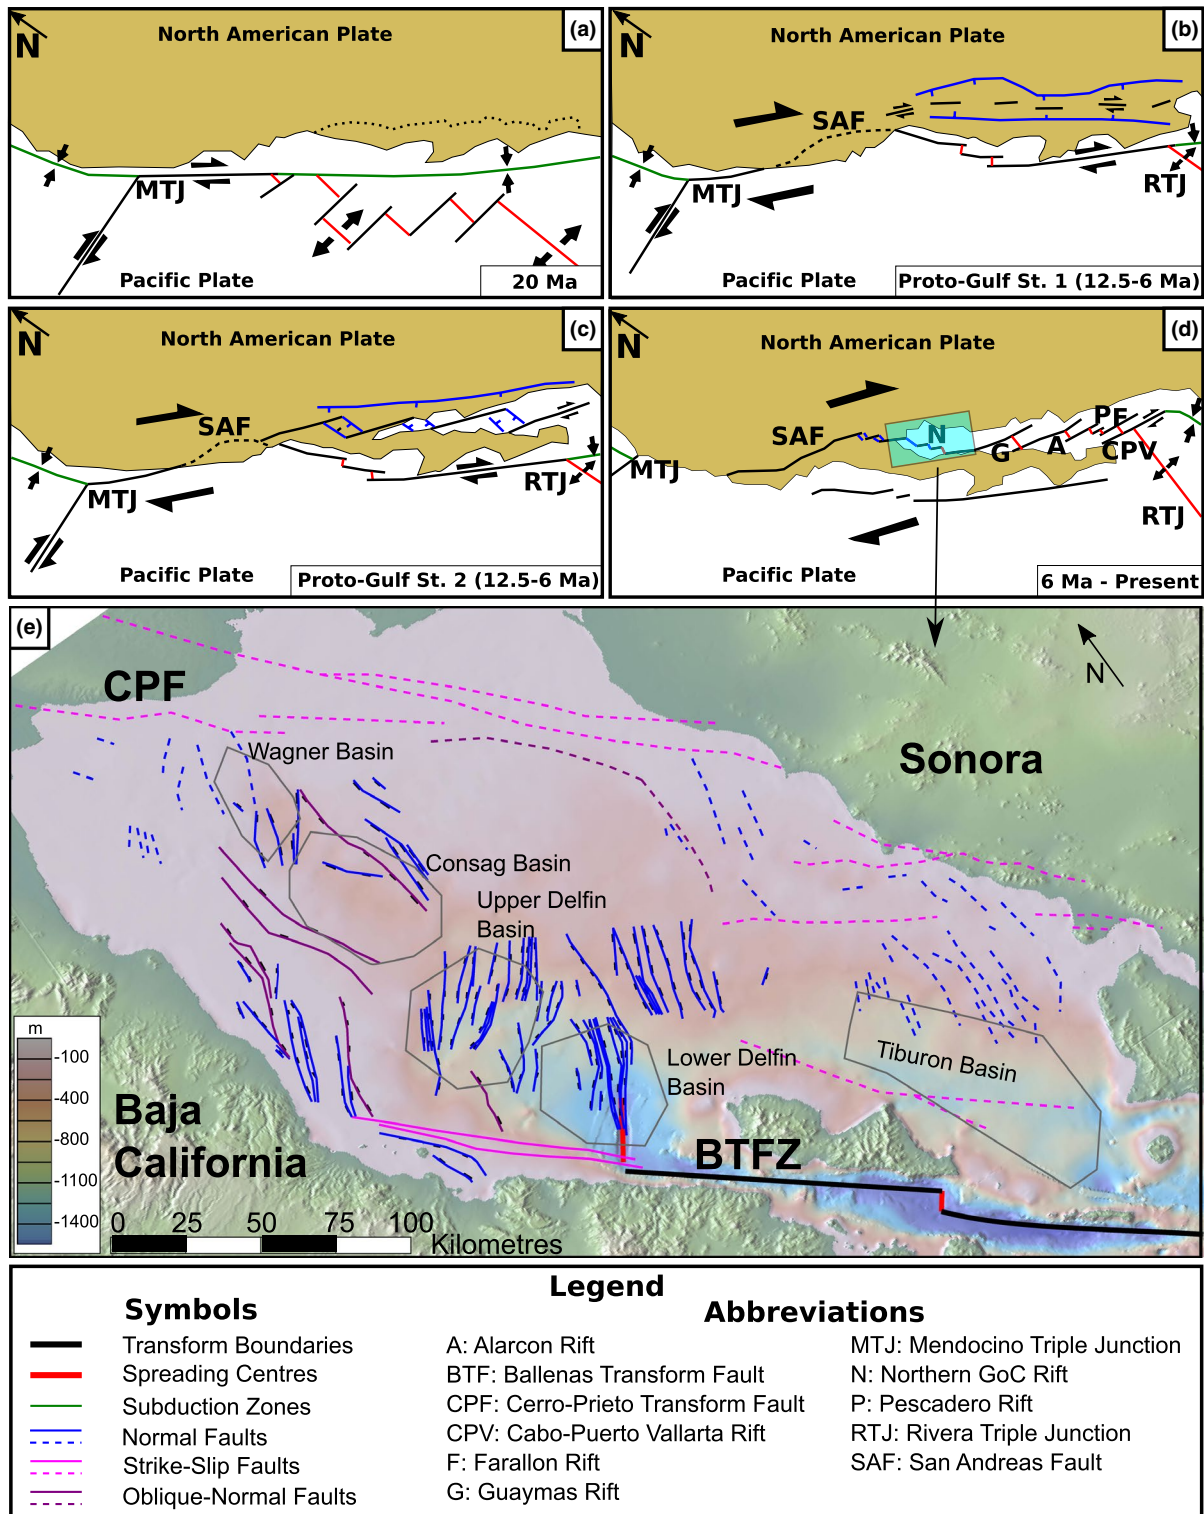 (a)
North American Plate
N
MTJ
Pacific Plate
20 Ma
(b)
North American Plate
N
SAF
MTJ
RTJ
Pacific Plate
Proto-Gulf St. 1 (12.5-6 Ma)
(c)
N
North American Plate
SAF
MTJ
RTJ
Pacific Plate
Proto-Gulf St. 2 (12.5-6 Ma)
(d)
N
North American Plate
SAF
N
P F
G
A
CPV
MTJ
RTJ
Pacific Plate
6 Ma - Present
(e)
N
CPF
Wagner Basin
Sonora
Consag Basin
Upper Delfin
Basin
Lower Delfin
Basin
Tiburon Basin
m
-100
-400
-800
-1100
-1400
Baja
California
BTFZ
0 25 50 75 100
Kilometres
Legend
Symbols
Transform Boundaries
Spreading Centres
Subduction Zones
Normal Faults
Strike-Slip Faults
Oblique-Normal Faults
Abbreviations
A: Alarcon Rift
BTF: Ballenas Transform Fault
CPF: Cerro-Prieto Transform Fault
CPV: Cabo-Puerto Vallarta Rift
F: Farallon Rift
G: Guaymas Rift
MTJ: Mendocino Triple Junction
N: Northern GoC Rift
P: Pescadero Rift
RTJ: Rivera Triple Junction
SAF: San Andreas Fault